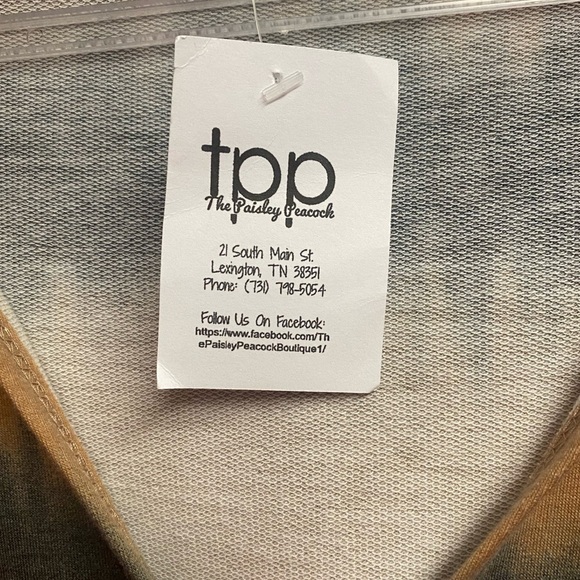 tpp
The Paisley Peacock
21 South Main St.
Lexington, TN 38351
Phone: (731) 798-5054
Follow Us On Facebook:
https://www.facebook.com/Th
ePaisleyPeacockBoutique1/